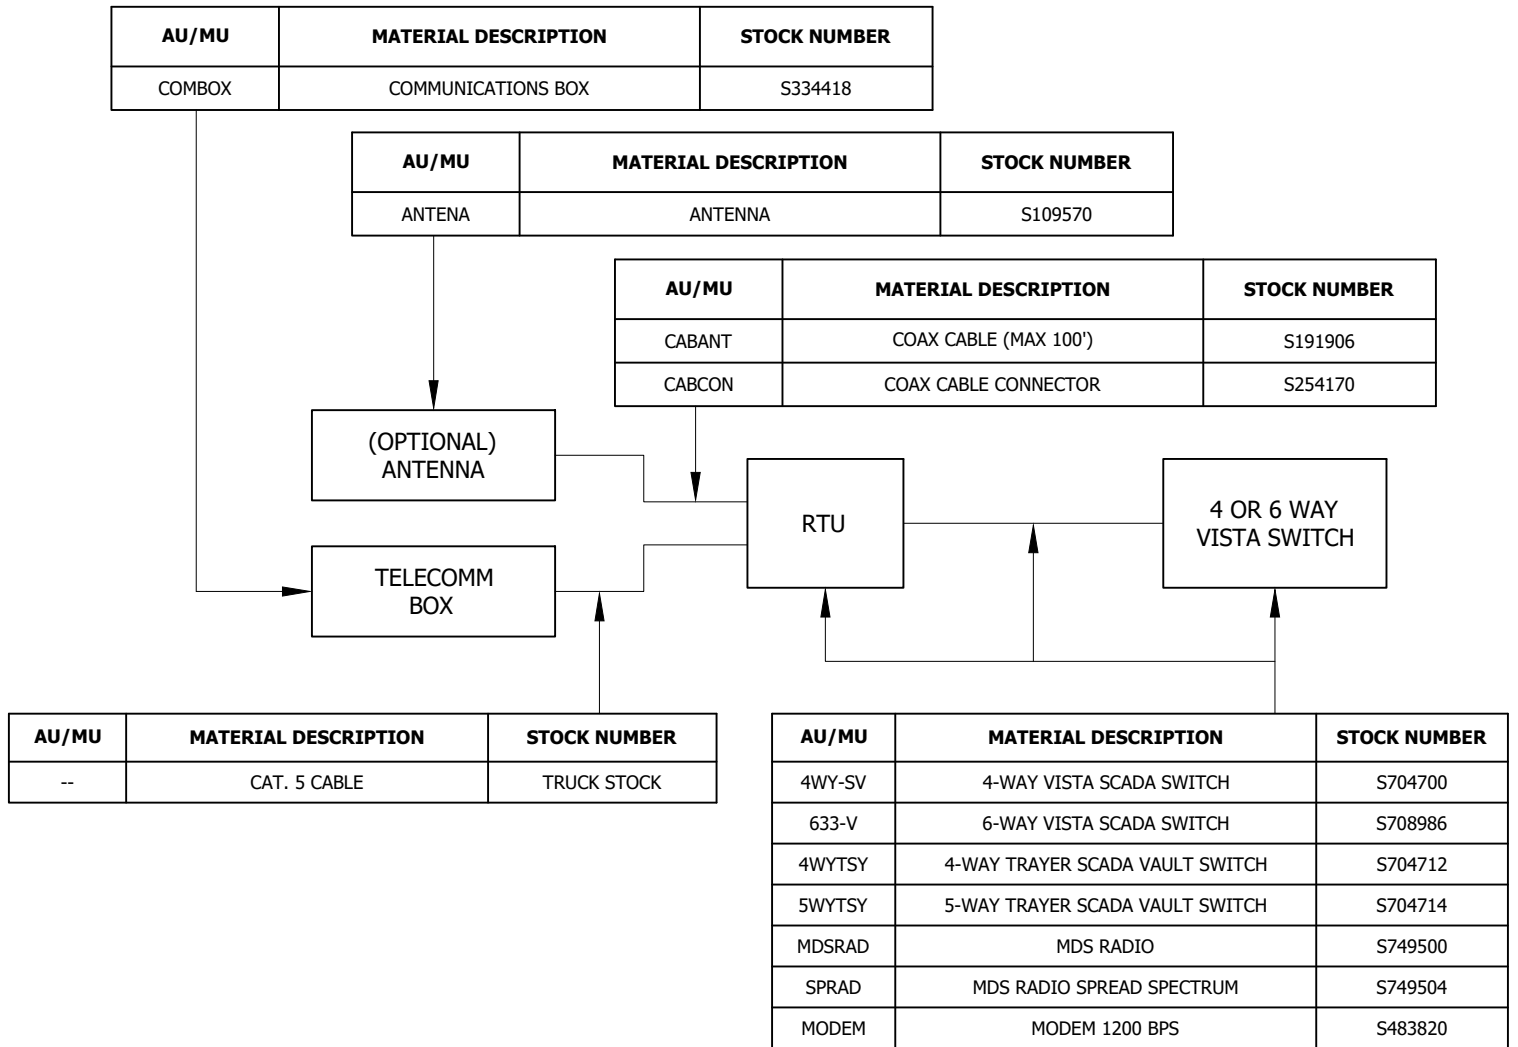 AU/MU MATERIAL DESCRIPTION STOCK NUMBER
COMBOX COMMUNICATIONS BOX S334418
AU/MU MATERIAL DESCRIPTION STOCK NUMBER
ANTENA ANTENNA S109570
AU/MU MATERIAL DESCRIPTION STOCK NUMBER
CABANT COAX CABLE (MAX 100') S191906
CABCON COAX CABLE CONNECTOR S254170
(OPTIONAL)
ANTENNA
TELECOMM
BOX
RTU
4 OR 6 WAY
VISTA SWITCH
AU/MU MATERIAL DESCRIPTION STOCK NUMBER
-- CAT. 5 CABLE TRUCK STOCK
AU/MU MATERIAL DESCRIPTION STOCK NUMBER
4WY-SV 4-WAY VISTA SCADA SWITCH S704700
633-V 6-WAY VISTA SCADA SWITCH S708986
4WYTSY 4-WAY TRAYER SCADA VAULT SWITCH S704712
5WYTSY 5-WAY TRAYER SCADA VAULT SWITCH S704714
MDSRAD MDS RADIO S749500
SPRAD MDS RADIO SPREAD SPECTRUM S749504
MODEM MODEM 1200 BPS S483820